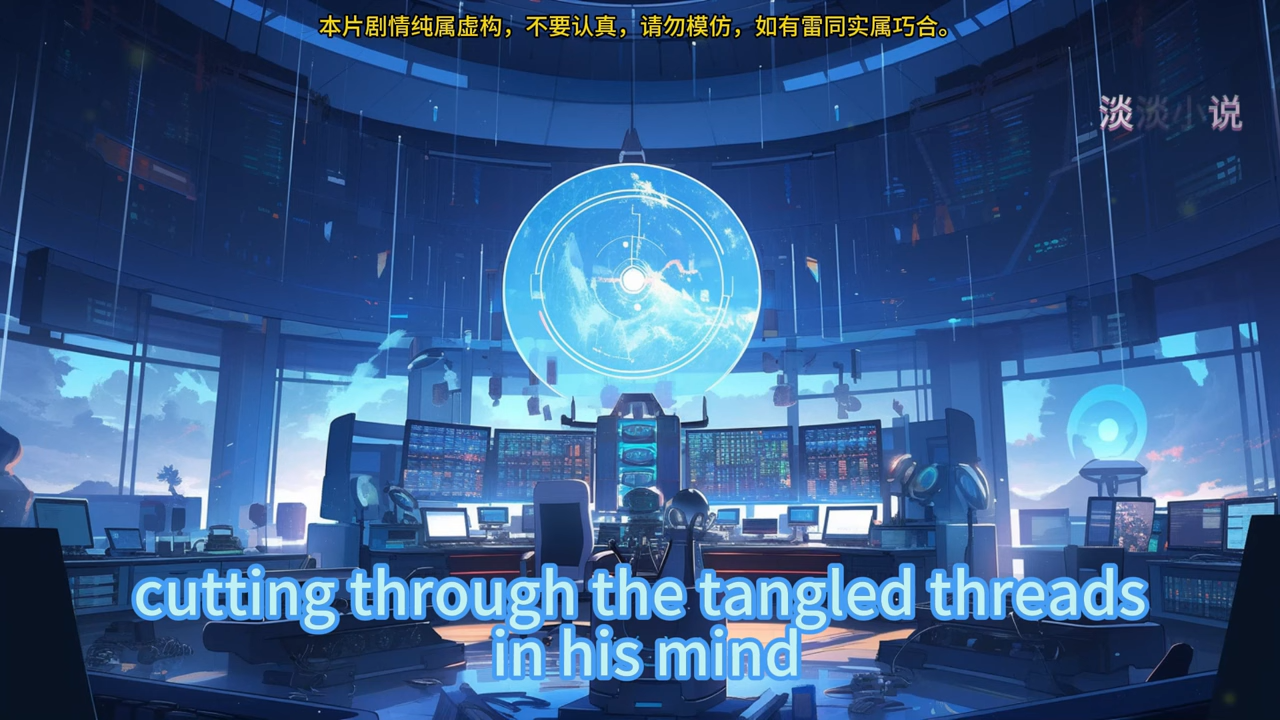 本片剧情纯属虚构，不要认真，请勿模仿，如有雷同实属巧合。
淡淡小说
cutting through the tangled threads
in his mind